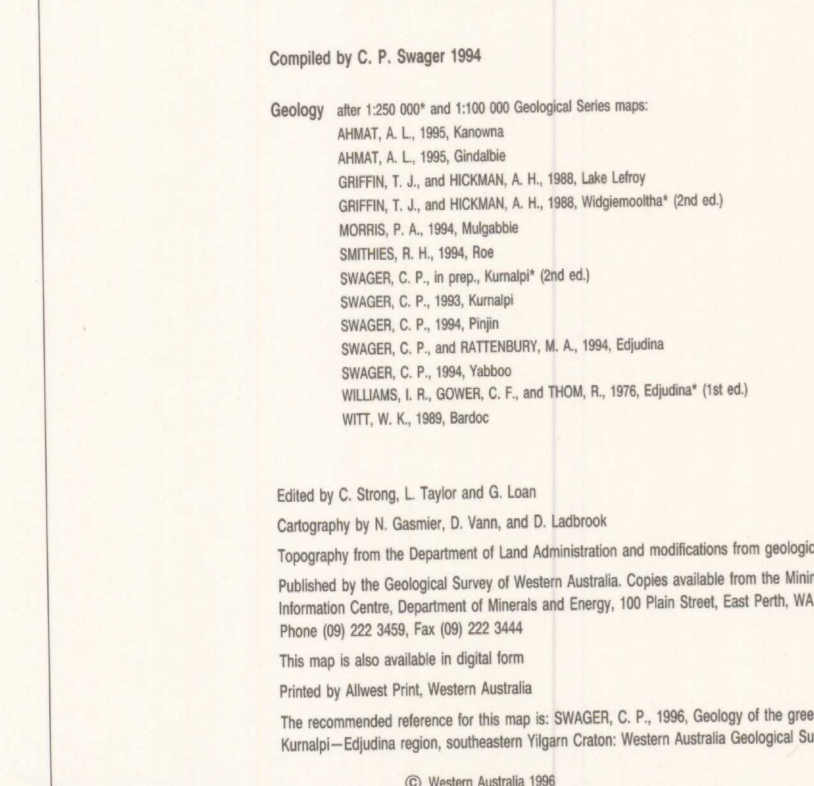 Compiled by C. P. Swager 1994
Geology after 1:250 000* and 1:100 000 Geological Series maps:
AHMAT, A. L., 1995, Kanowna
AHMAT, A. L., 1995, Gindalbie
GRIFFIN, T. J., and HICKMAN, A. H., 1988, Lake Lefroy
GRIFFIN, T. J., and HICKMAN, A. H., 1988, Widgiemooltha* (2nd ed.)
MORRIS, P. A., 1994, Mulgabbie
SMITHIES, R. H., 1994, Roe
SWAGER, C. P., in prep., Kurnalpi* (2nd ed.)
SWAGER, C. P., 1993, Kurnalpi
SWAGER, C. P., 1994, Pinjin
SWAGER, C. P., and RATTENBURY, M. A., 1994, Edjudina
SWAGER, C. P., 1994, Yabboo
WILLIAMS, I. R., GOWER, C. F., and THOM, R., 1976, Edjudina* (1st ed.)
WITT, W. K., 1989, Bardoc
Edited by C. Strong, L. Taylor and G. Loan
Cartography by N. Gasmier, D. Vann, and D. Ladbrook
Topography from the Department of Land Administration and modifications from geologic
Published by the Geological Survey of Western Australia. Copies available from the Minin
Information Centre, Department of Minerals and Energy, 100 Plain Street, East Perth, WA
Phone (09) 222 3459, Fax (09) 222 3444
This map is also available in digital form
Printed by Allwest Print, Western Australia
The recommended reference for this map is: SWAGER, C. P., 1996, Geology of the gree
Kurnalpi—Edjudina region, southeastern Yilgarn Craton: Western Australia Geological Su
© Western Australia 1996